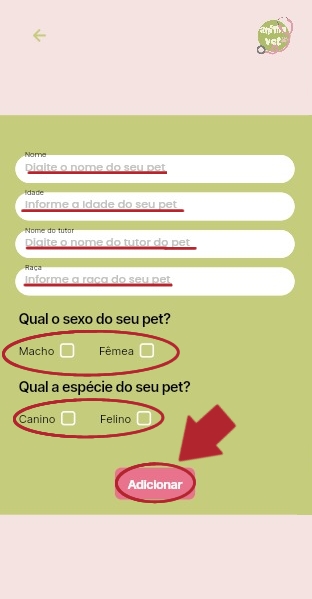 vet
Nome
Digite o nome do seu pet
Idade
Informe a idade do seu pet
Nome do tutor
Digite o nome do tutor do pet
Raça
Informe a raça do seu pet
Qual o sexo do seu pet?
Macho Fêmea
Qual a espécie do seu pet?
Canino Felino
Adicionar